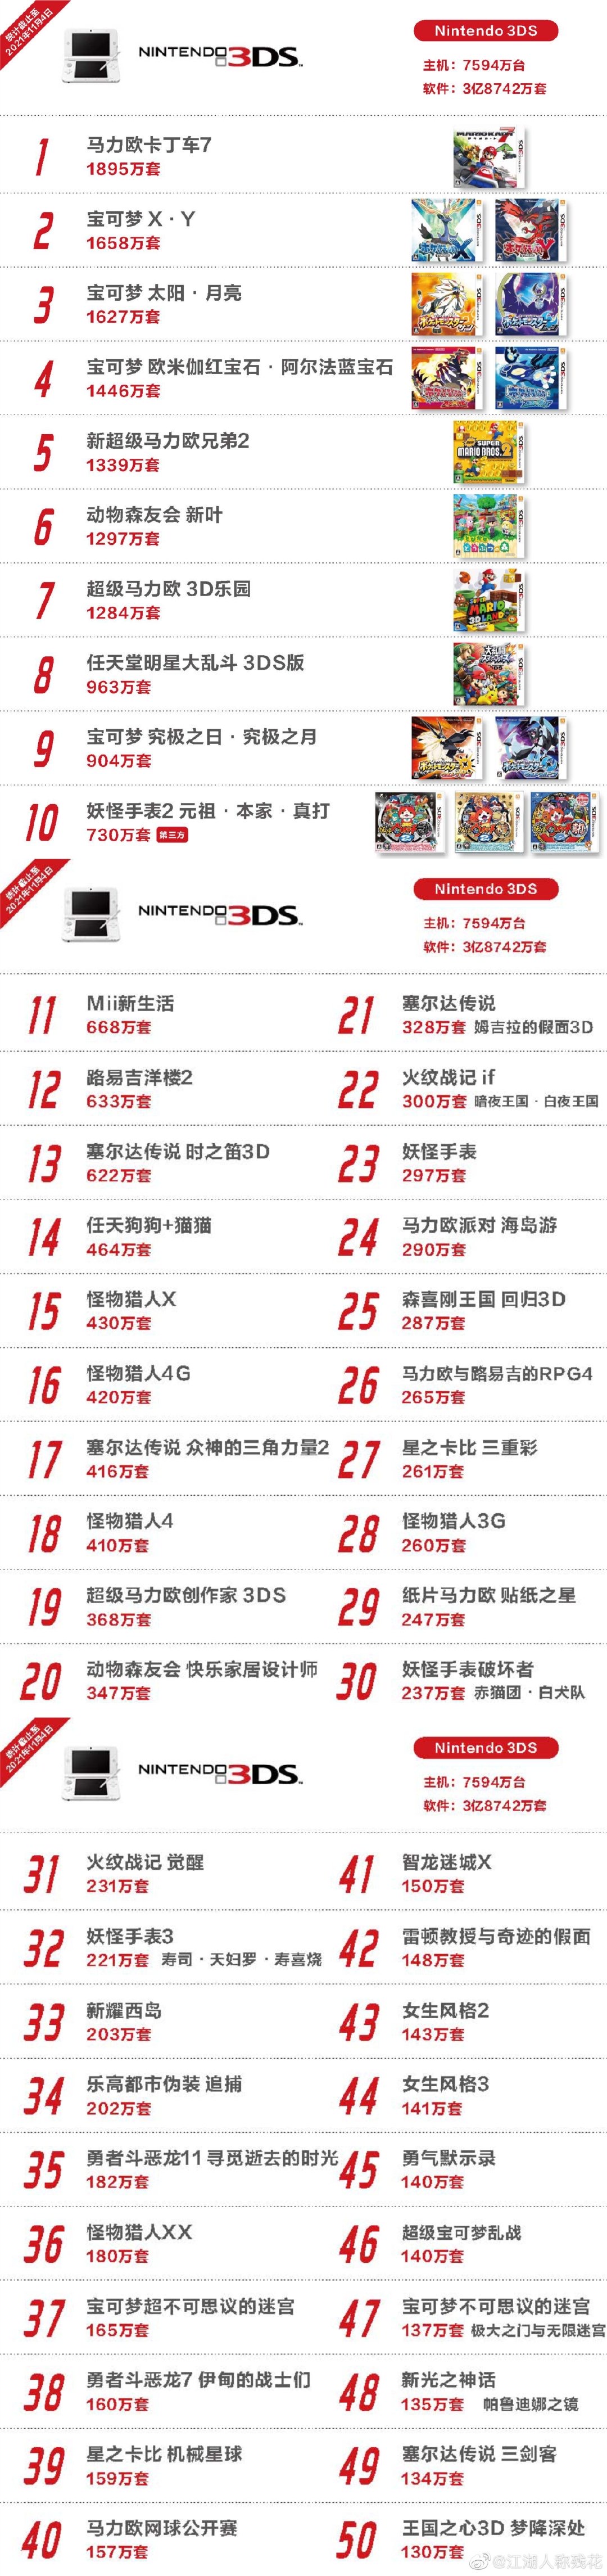 统计截止至
2021年11月4日
NINTENDO 3DS™
Nintendo 3DS
主机：7594万台
软件：3亿8742万套
1
马力欧卡丁车7
1895万套
2
宝可梦 X · Y
1658万套
3
宝可梦 太阳 · 月亮
1627万套
4
宝可梦 欧米伽红宝石 · 阿尔法蓝宝石
1446万套
5
新超级马力欧兄弟2
1339万套
6
动物森友会 新叶
1297万套
7
超级马力欧 3D乐园
1284万套
8
任天堂明星大乱斗 3DS版
963万套
9
宝可梦 究极之日 · 究极之月
904万套
10
妖怪手表2 元祖 · 本家 · 真打
730万套 第三方
统计截止至
2021年11月4日
NINTENDO 3DS™
Nintendo 3DS
主机：7594万台
软件：3亿8742万套
11
Mii新生活
668万套
12
路易吉洋楼2
633万套
13
塞尔达传说 时之笛3D
622万套
14
任天狗狗+猫猫
464万套
15
怪物猎人X
430万套
16
怪物猎人4G
420万套
17
塞尔达传说 众神的三角力量2
416万套
18
怪物猎人4
410万套
19
超级马力欧创作家 3DS
368万套
20
动物森友会 快乐家居设计师
347万套
21
塞尔达传说
328万套 姆吉拉的假面3D
22
火纹战记 if
300万套 暗夜王国 · 白夜王国
23
妖怪手表
297万套
24
马力欧派对 海岛游
290万套
25
森喜刚王国 回归3D
287万套
26
马力欧与路易吉的RPG4
265万套
27
星之卡比 三重彩
261万套
28
怪物猎人3G
260万套
29
纸片马力欧 贴纸之星
247万套
30
妖怪手表破坏者
237万套 赤猫团 · 白犬队
统计截止至
2021年11月4日
NINTENDO 3DS™
Nintendo 3DS
主机：7594万台
软件：3亿8742万套
31
火纹战记 觉醒
231万套
32
妖怪手表3
221万套 寿司 · 天妇罗 · 寿喜烧
33
新耀西岛
203万套
34
乐高都市伪装 追捕
202万套
35
勇者斗恶龙11 寻觅逝去的时光
182万套
36
怪物猎人XX
180万套
37
宝可梦超不可思议的迷宫
165万套
38
勇者斗恶龙7 伊甸的战士们
160万套
39
星之卡比 机械星球
159万套
40
马力欧网球公开赛
157万套
41
智龙迷城X
150万套
42
雷顿教授与奇迹的假面
148万套
43
女生风格2
143万套
44
女生风格3
141万套
45
勇气默示录
140万套
46
超级宝可梦乱战
140万套
47
宝可梦不可思议的迷宫
137万套 极大之门与无限迷宫
48
新光之神话
135万套 帕鲁迪娜之镜
49
塞尔达传说 三剑客
134万套
50
王国之心3D 梦降深处
130万套